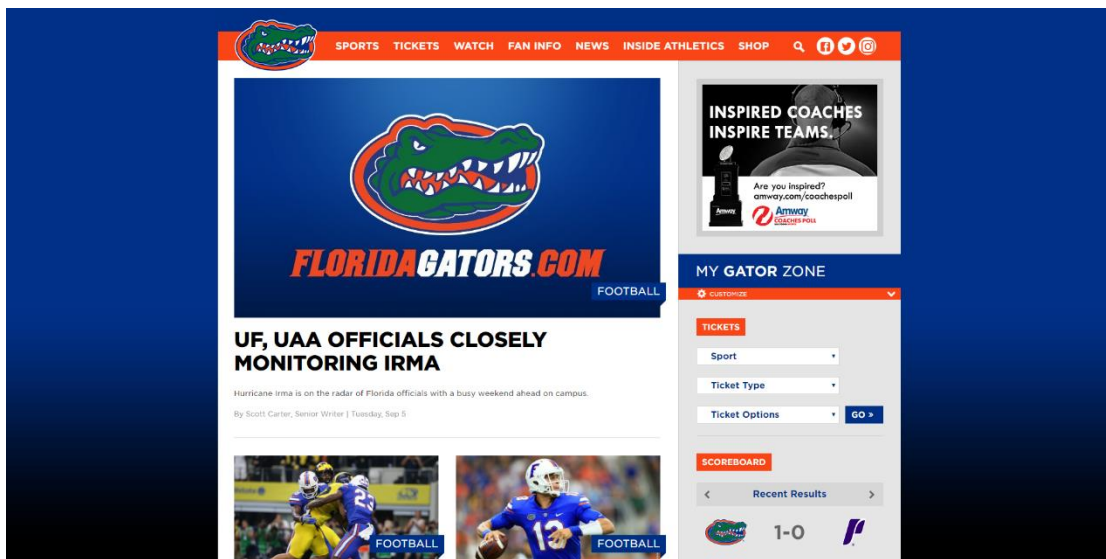 SPORTS TICKETS WATCH FAN INFO NEWS INSIDE ATHLETICS SHOP
FLORIDAGATORS.COM
FOOTBALL
UF, UAA OFFICIALS CLOSELY
MONITORING IRMA
Hurricane Irma is on the radar of Florida officials with a busy weekend ahead on campus.
By Scott Carter, Senior Writer | Tuesday, Sep 5
23
FOOTBALL
13
FOOTBALL
INSPIRED COACHES
INSPIRE TEAMS.
Are you inspired?
amway.com/coachespoll
Amway
Amway
COACHES POLL
MY GATOR ZONE
CUSTOMIZE
TICKETS
Sport
Ticket Type
Ticket Options
GO »
SCOREBOARD
< Recent Results >
1-0